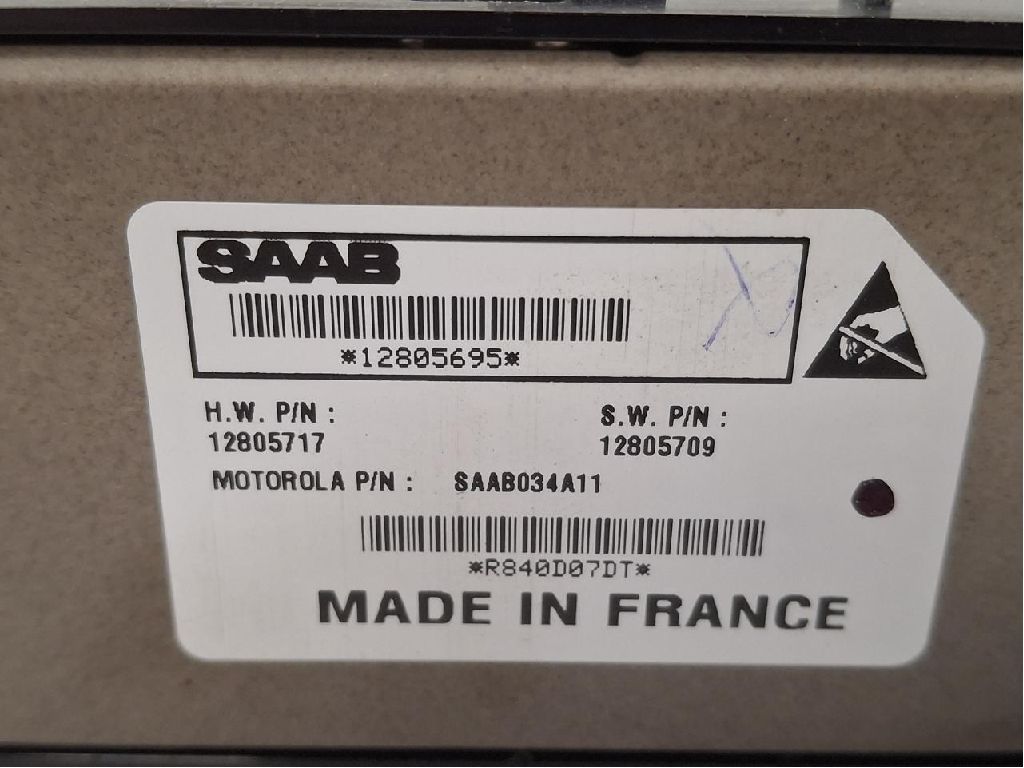 SAAB
*12805695*
H.W. P/N : S.W. P/N :
12805717 12805709
MOTOROLA P/N : SAAB034A11
*R840D07DT*
MADE IN FRANCE